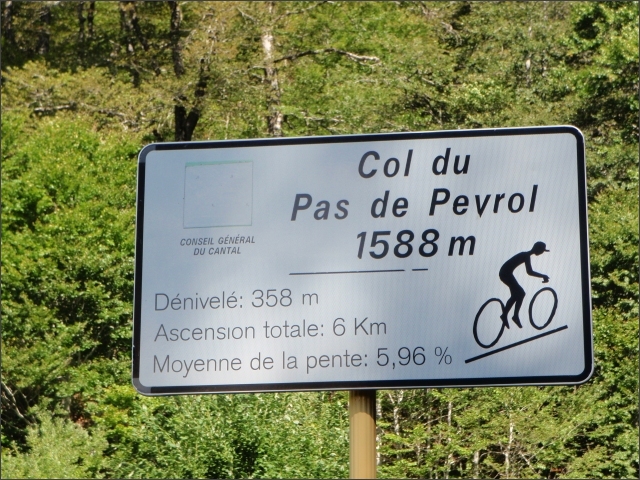 Col du
Pas de Pevrol
1588 m
CONSEIL GÉNÉRAL
DU CANTAL
Dénivelé: 358 m
Ascension totale: 6 Km
Moyenne de la pente: 5,96 %